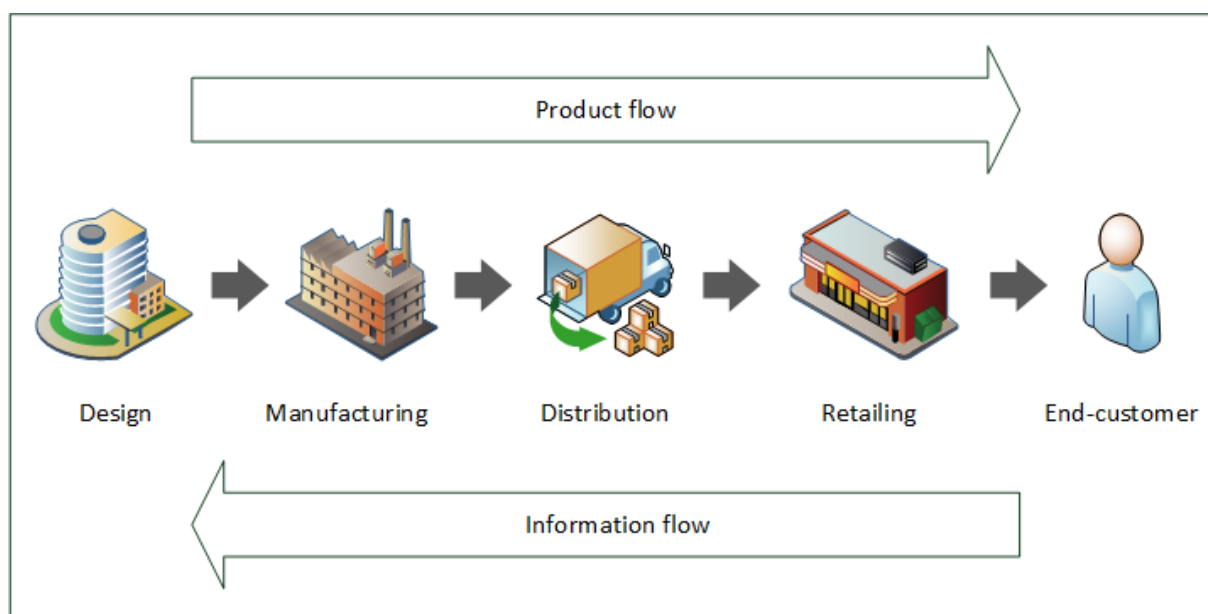 Product flow
Design
Manufacturing
Distribution
Retailing
End-customer
Information flow